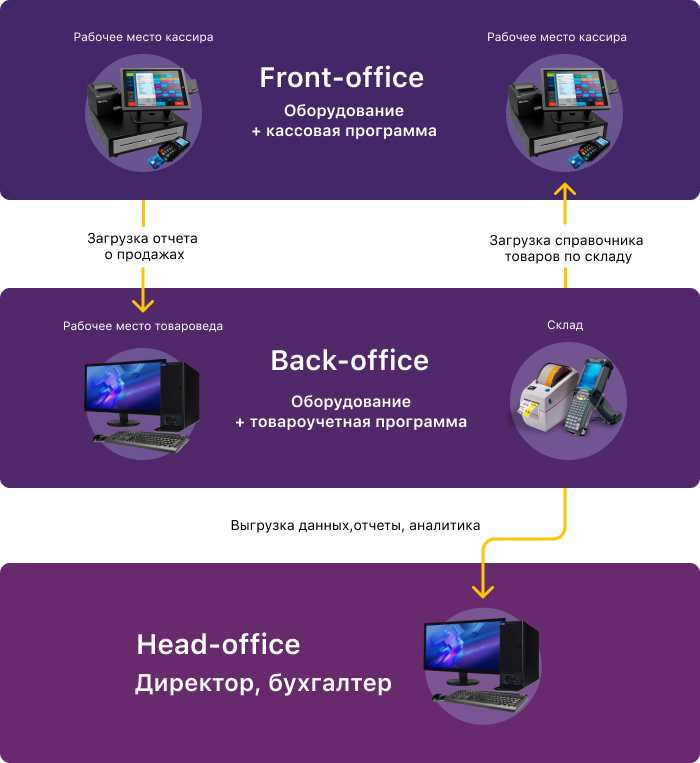 Рабочее место кассира
Рабочее место кассира
Front-office
Оборудование
+ кассовая программа
Загрузка отчета
о продажах
Загрузка справочника
товаров по складу
Рабочее место товароведа
Склад
Back-office
Оборудование
+ товароучетная программа
Выгрузка данных,отчеты, аналитика
Head-office
Директор, бухгалтер